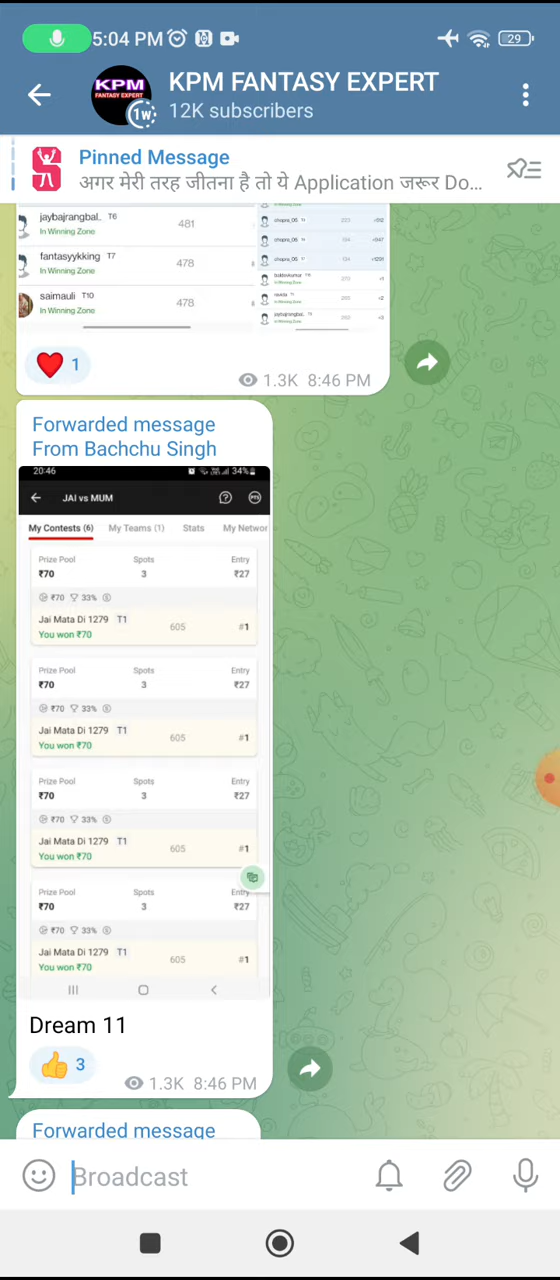 5:04 PM
29
KPM
FANTASY EXPERT
1w
KPM FANTASY EXPERT
12K subscribers
Pinned Message
अगर मेरी तरह जीतना है तो ये Application जरूर Do...
jaybajrangbal.. T6
481
In Winning Zone
fantasyykking T7
478
In Winning Zone
saimauli T10
478
In Winning Zone
1
1.3K 8:46 PM
Forwarded message
From Bachchu Singh
20:46
34%
JAI vs MUM
PTS
My Contests (6) My Teams (1) Stats My Networ
Prize Pool Spots Entry
₹70 3 ₹27
₹70 33%
Jai Mata Di 1279 T1 605 #1
You won ₹70
Prize Pool Spots Entry
₹70 3 ₹27
₹70 33%
Jai Mata Di 1279 T1 605 #1
You won ₹70
Prize Pool Spots Entry
₹70 3 ₹27
₹70 33%
Jai Mata Di 1279 T1 605 #1
You won ₹70
Prize Pool Spots Entry
₹70 3 ₹27
₹70 33%
Jai Mata Di 1279 T1 605 #1
You won ₹70
Dream 11
3
1.3K 8:46 PM
Forwarded message
Broadcast